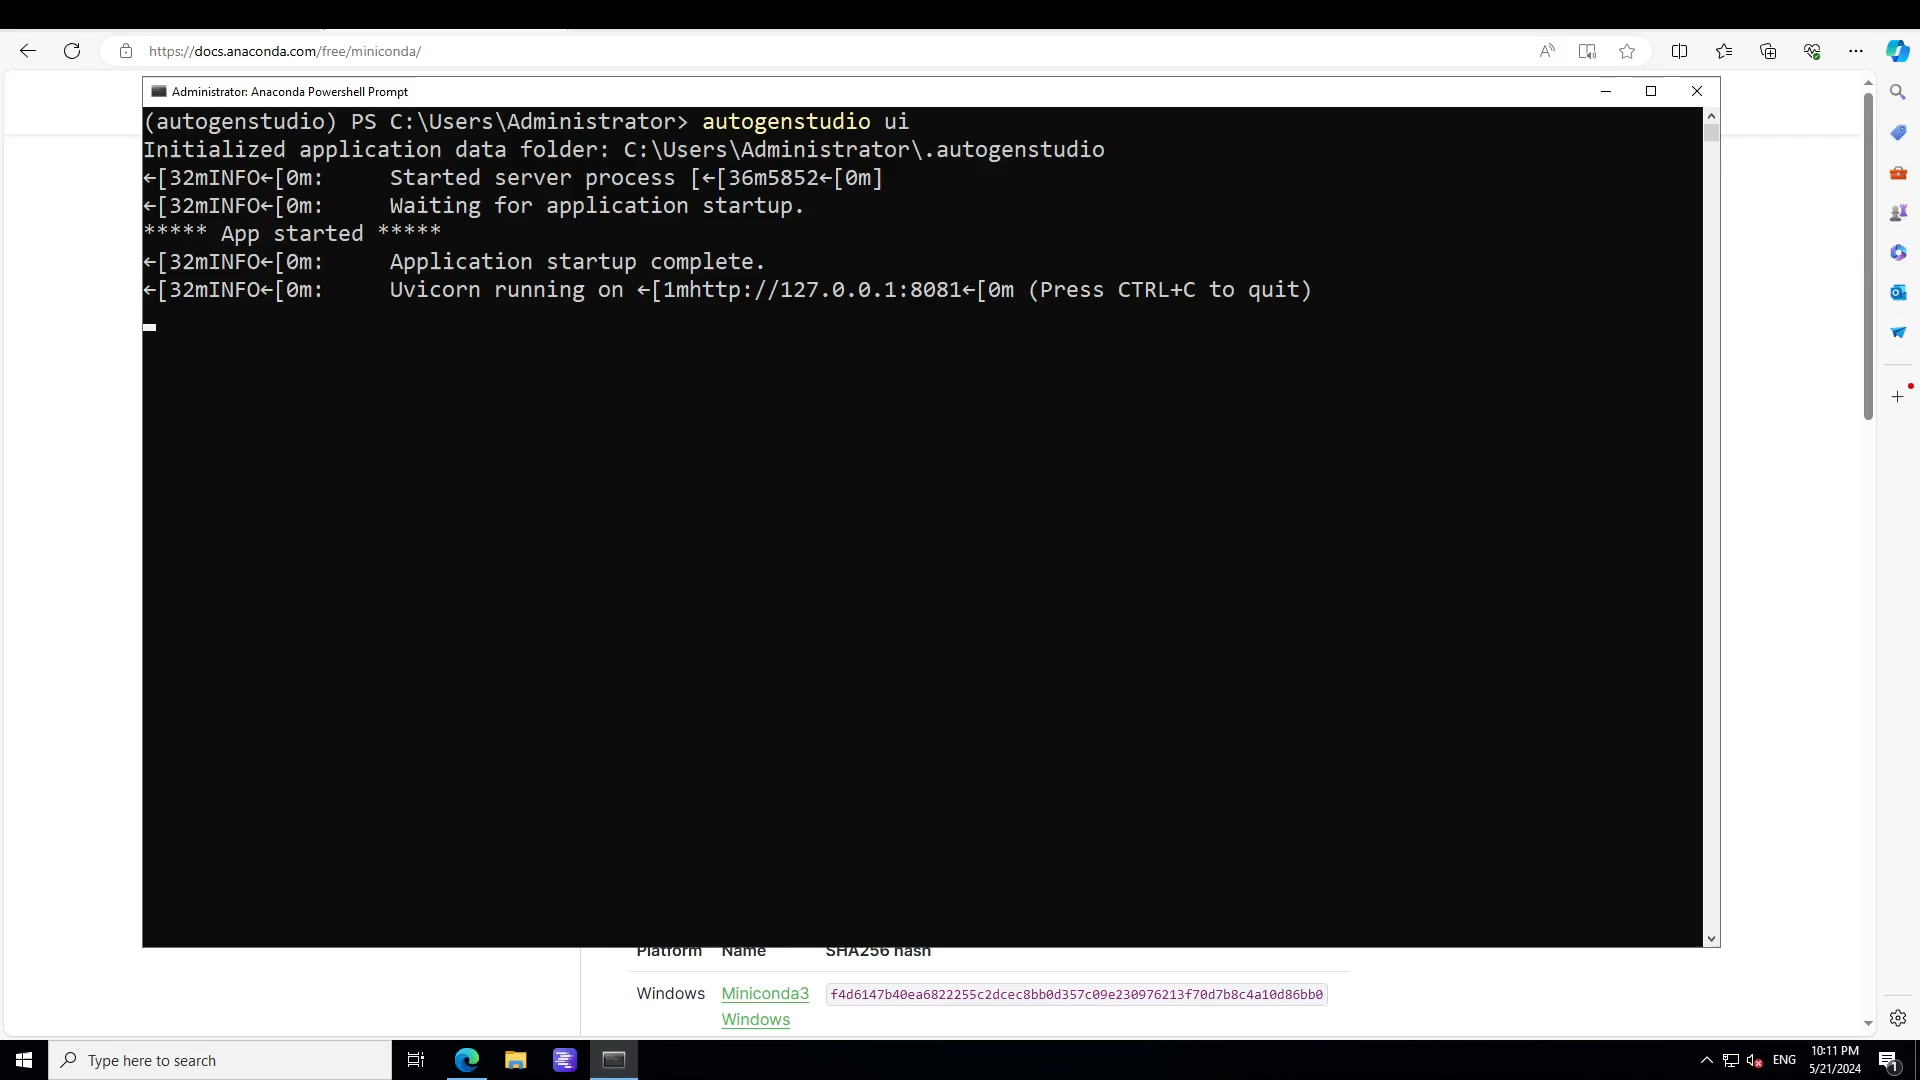 https://docs.anaconda.com/free/miniconda/
Administrator: Anaconda Powershell Prompt
(autogenstudio) PS C:\Users\Administrator> autogenstudio ui
Initialized application data folder: C:\Users\Administrator\.autogenstudio
←[32mINFO←[0m:     Started server process [←[36m5852←[0m]
←[32mINFO←[0m:     Waiting for application startup.
***** App started *****
←[32mINFO←[0m:     Application startup complete.
←[32mINFO←[0m:     Uvicorn running on ←[1mhttp://127.0.0.1:8081←[0m (Press CTRL+C to quit)
Platform Name SHA256 hash
Windows Miniconda3 f4d6147b40ea6822255c2dcec8bb0d357c09e230976213f70d7b8c4a10d86bb0
Windows
Type here to search
ENG
10:11 PM
5/21/2024
1